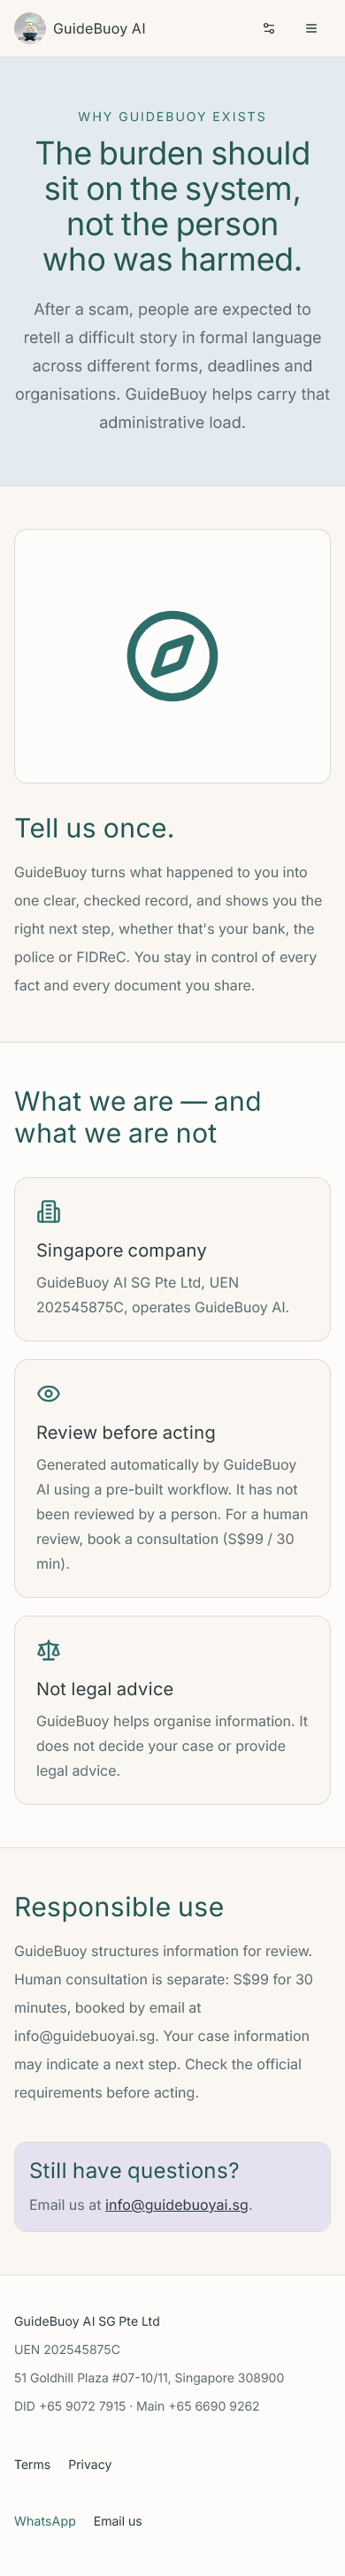 GuideBuoy AI
WHY GUIDEBUOY EXISTS
The burden should
sit on the system,
not the person
who was harmed.
After a scam, people are expected to
retell a difficult story in formal language
across different forms, deadlines and
organisations. GuideBuoy helps carry that
administrative load.
Tell us once.
GuideBuoy turns what happened to you into
one clear, checked record, and shows you the
right next step, whether that's your bank, the
police or FIDReC. You stay in control of every
fact and every document you share.
What we are — and
what we are not
Singapore company
GuideBuoy AI SG Pte Ltd, UEN
202545875C, operates GuideBuoy AI.
Review before acting
Generated automatically by GuideBuoy
AI using a pre-built workflow. It has not
been reviewed by a person. For a human
review, book a consultation (S$99 / 30
min).
Not legal advice
GuideBuoy helps organise information. It
does not decide your case or provide
legal advice.
Responsible use
GuideBuoy structures information for review.
Human consultation is separate: S$99 for 30
minutes, booked by email at
info@guidebuoyai.sg. Your case information
may indicate a next step. Check the official
requirements before acting.
Still have questions?
Email us at info@guidebuoyai.sg.
GuideBuoy AI SG Pte Ltd
UEN 202545875C
51 Goldhill Plaza #07-10/11, Singapore 308900
DID +65 9072 7915 · Main +65 6690 9262
Terms Privacy
WhatsApp Email us